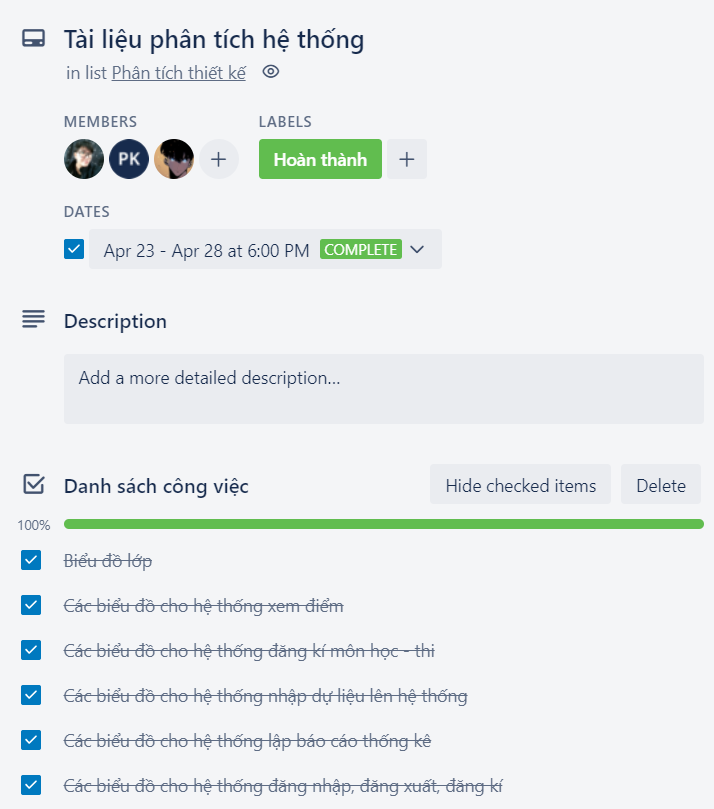 Tài liệu phân tích hệ thống
in list Phân tích thiết kế
MEMBERS
LABELS
PK
Hoàn thành
DATES
Apr 23 - Apr 28 at 6:00 PM COMPLETE
Description
Add a more detailed description...
Danh sách công việc
Hide checked items
Delete
100%
Biểu đồ lớp
Các biểu đồ cho hệ thống xem điểm
Các biểu đồ cho hệ thống đăng kí môn học - thi
Các biểu đồ cho hệ thống nhập dự liệu lên hệ thống
Các biểu đồ cho hệ thống lập báo cáo thống kê
Các biểu đồ cho hệ thống đăng nhập, đăng xuất, đăng kí